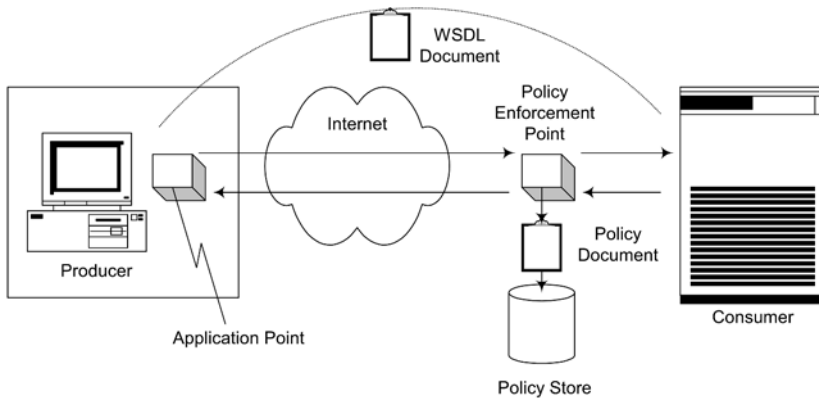 WSDL
Document
Policy
Enforcement
Point
Internet
Producer
Policy
Document
Application Point
Consumer
Policy Store